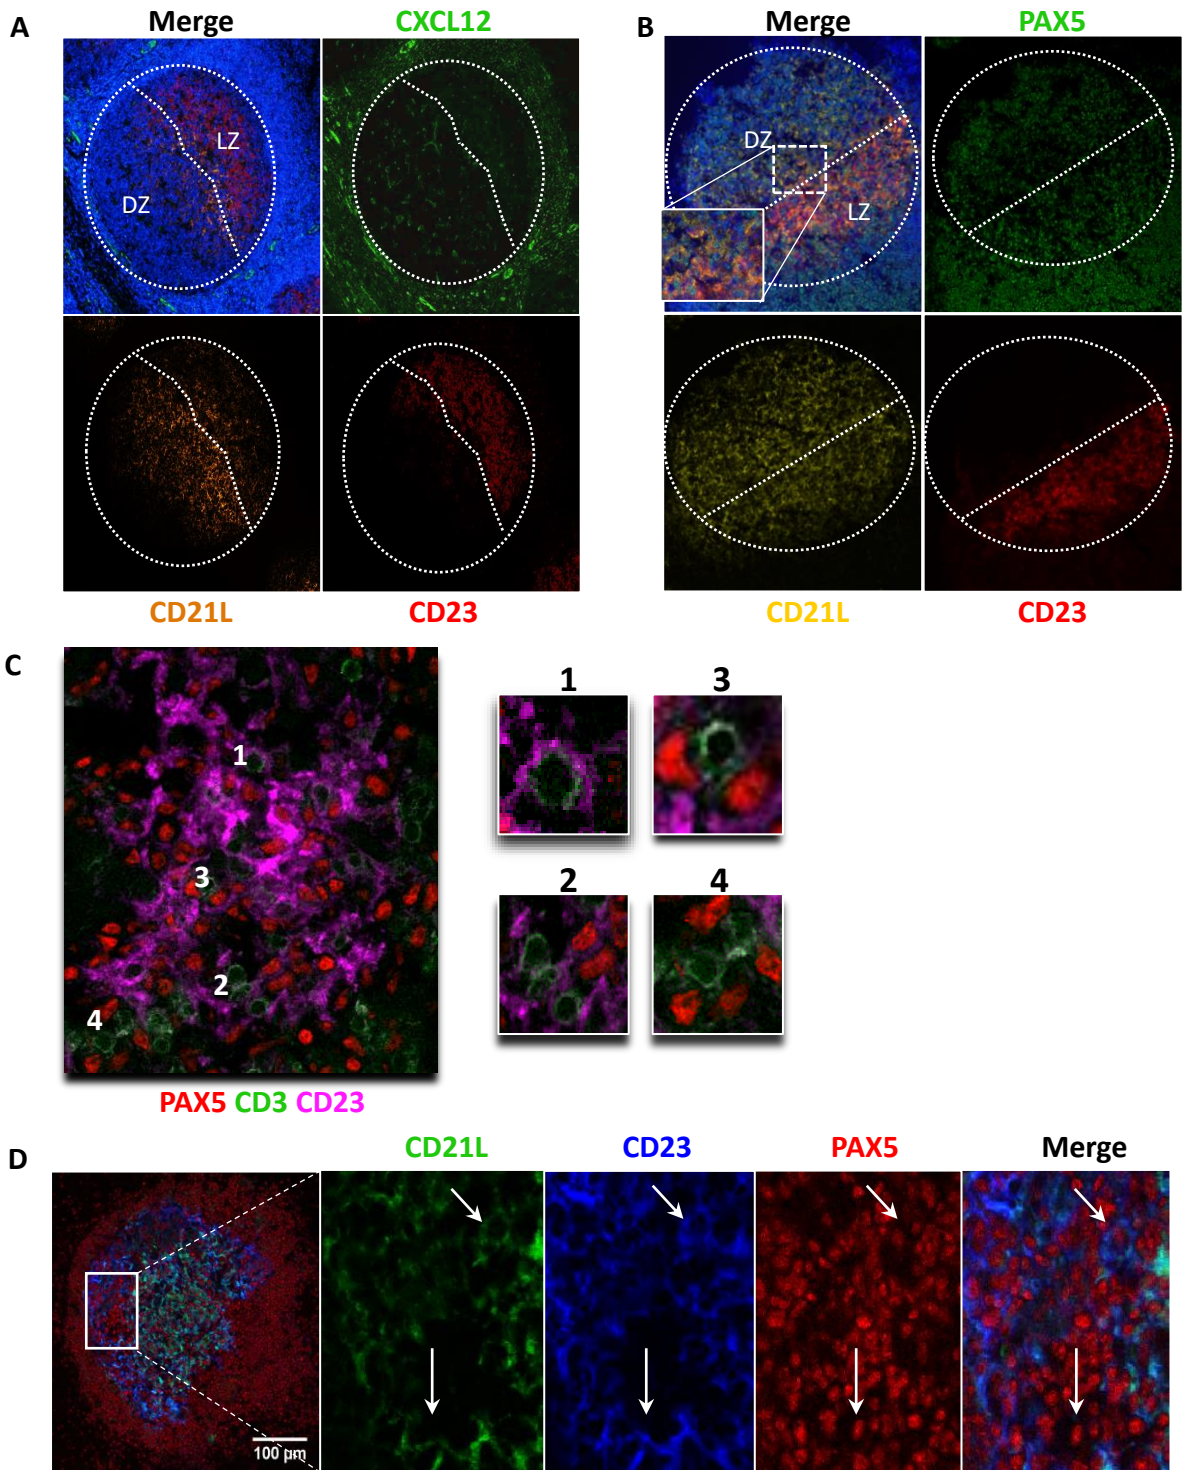 A
Merge
CXCL12
DZ
LZ
CD21L
CD23
B
Merge
PAX5
DZ
LZ
CD21L
CD23
C
1
3
2
4
1
3
2
4
PAX5 CD3 CD23
D
CD21L
CD23
PAX5
Merge
100 µm